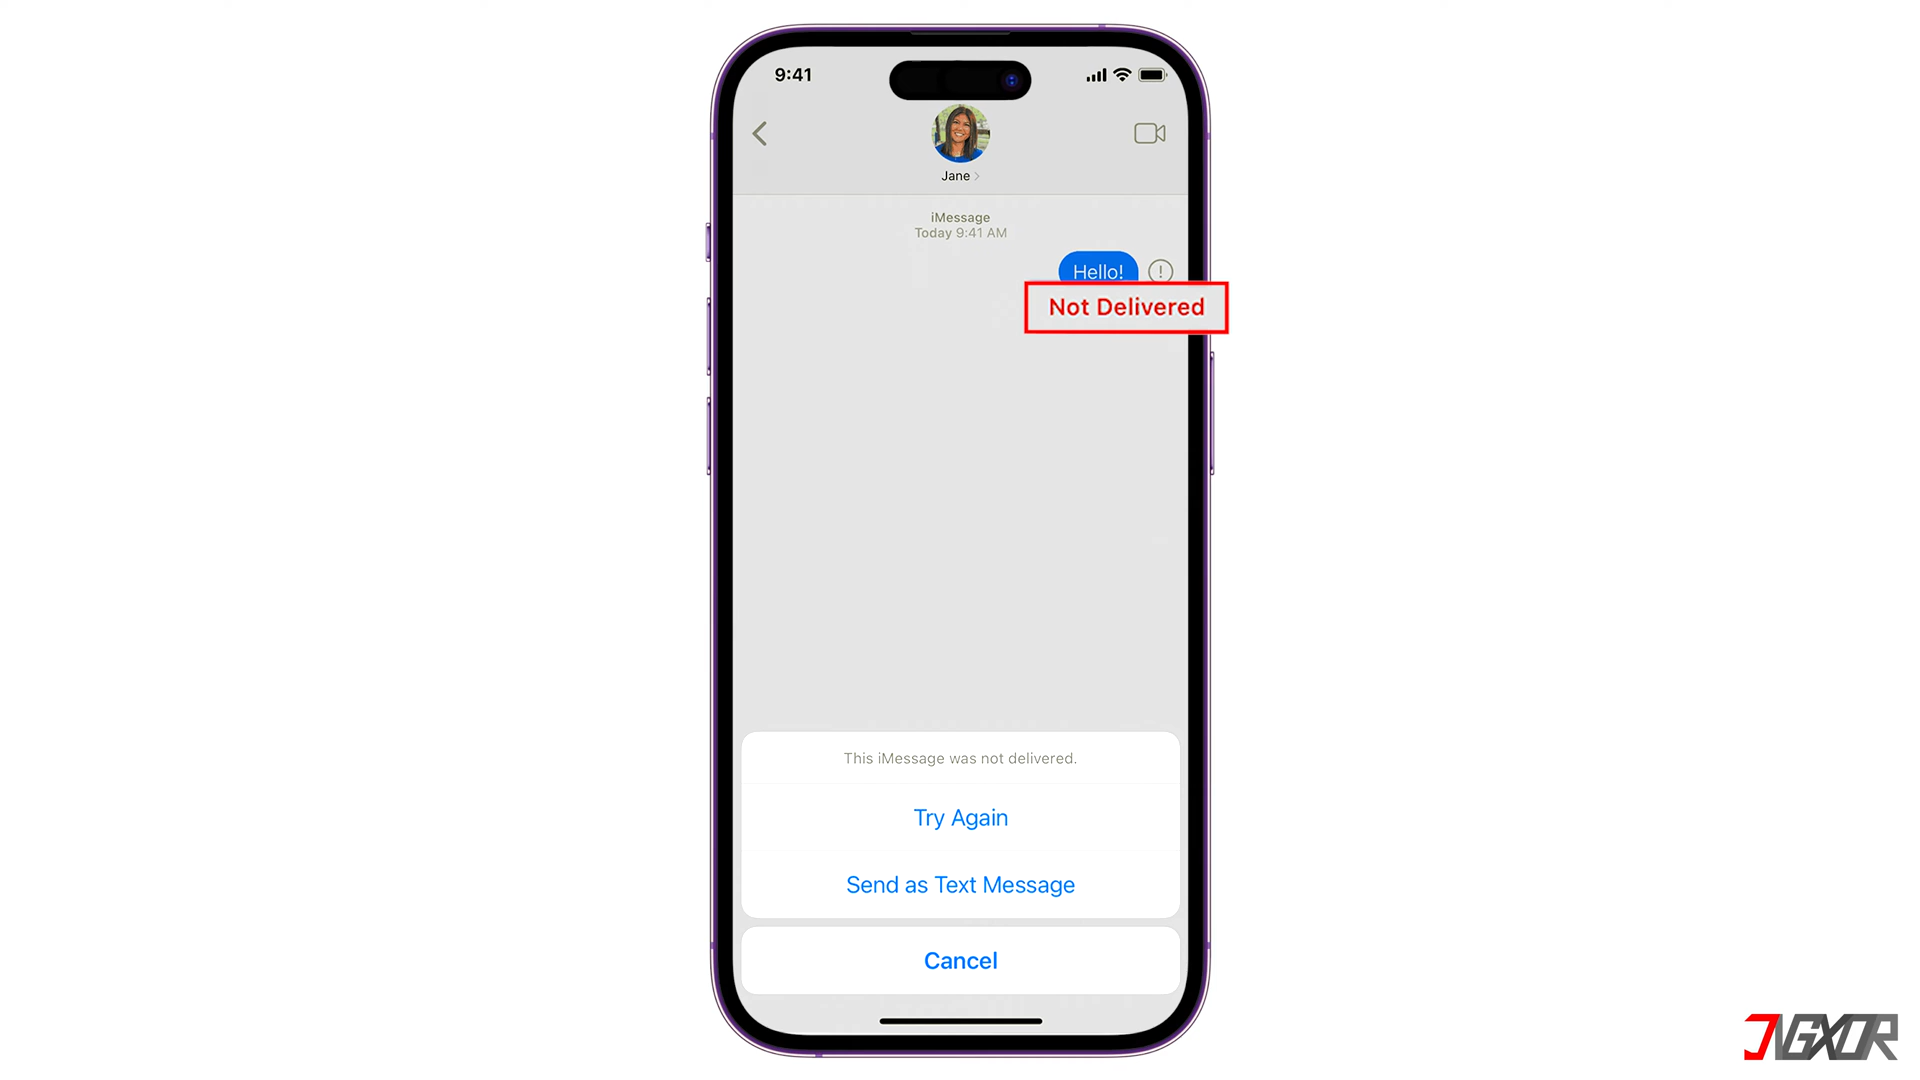 9:41
Jane
iMessage
Today 9:41 AM
Hello!
Not Delivered
This iMessage was not delivered.
Try Again
Send as Text Message
Cancel
JVGXOR